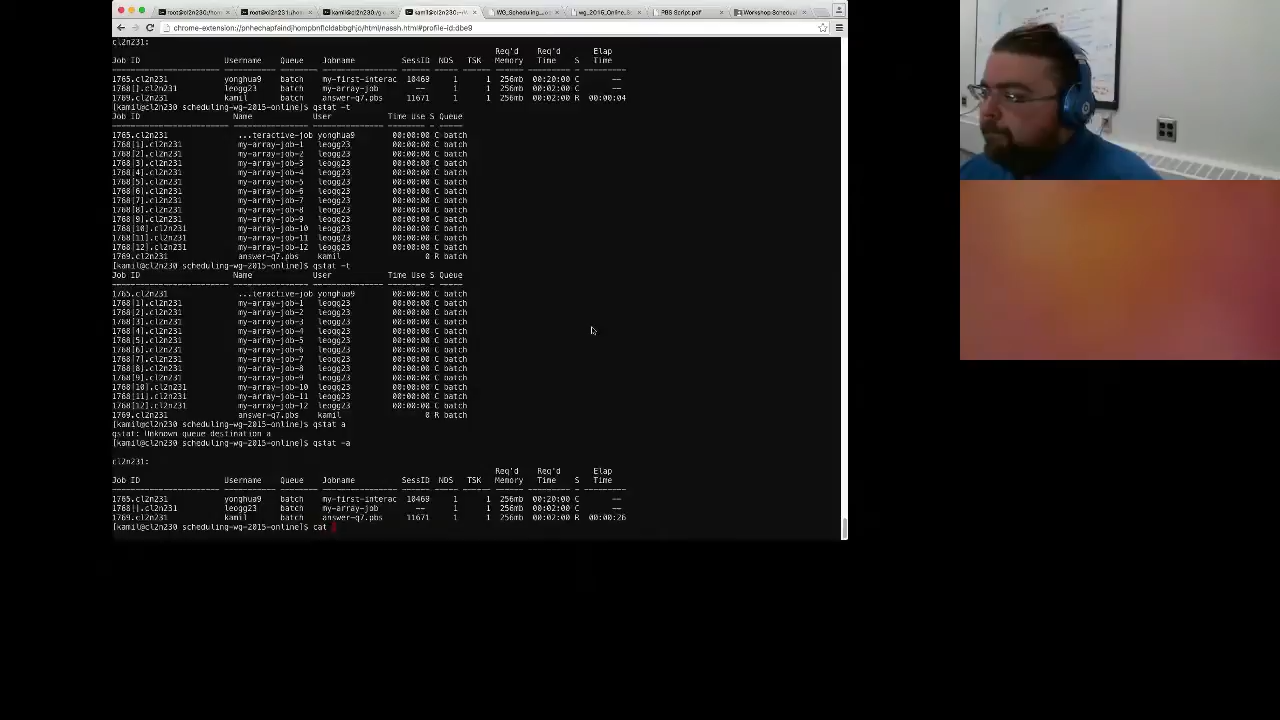 root@cl2n230:/hom
root@cl2n231:/hom
kamil@cl2n230:/g
kamil@cl2n230:~/w
WG_Scheduling_
wg_2016_Online_S
PBS Script.pdf
Workshop:Schedul
chrome-extension://pnhechapfaindjhompbnflcldabbghjo/html/nassh.html#profile-id:dbe9
cl2n231:
Req'd Req'd Elap
Job ID Username Queue Jobname SessID NDS TSK Memory Time S Time
1765.cl2n231 yonghua9 batch my-first-interac 10469 1 1 256mb 00:20:00 C --
1768[].cl2n231 leogg23 batch my-array-job -- 1 1 256mb 00:02:00 C --
1769.cl2n231 kamil batch answer-q7.pbs 11671 1 1 256mb 00:02:00 R 00:00:04
[kamil@cl2n230 scheduling-wg-2015-online]$ qstat -t
Job ID Name User Time Use S Queue
1765.cl2n231 ...teractive-job yonghua9 00:00:00 C batch
1768[1].cl2n231 my-array-job-1 leogg23 00:00:00 C batch
1768[2].cl2n231 my-array-job-2 leogg23 00:00:00 C batch
1768[3].cl2n231 my-array-job-3 leogg23 00:00:00 C batch
1768[4].cl2n231 my-array-job-4 leogg23 00:00:00 C batch
1768[5].cl2n231 my-array-job-5 leogg23 00:00:00 C batch
1768[6].cl2n231 my-array-job-6 leogg23 00:00:00 C batch
1768[7].cl2n231 my-array-job-7 leogg23 00:00:00 C batch
1768[8].cl2n231 my-array-job-8 leogg23 00:00:00 C batch
1768[9].cl2n231 my-array-job-9 leogg23 00:00:00 C batch
1768[10].cl2n231 my-array-job-10 leogg23 00:00:00 C batch
1768[11].cl2n231 my-array-job-11 leogg23 00:00:00 C batch
1768[12].cl2n231 my-array-job-12 leogg23 00:00:00 C batch
1769.cl2n231 answer-q7.pbs kamil 0 R batch
[kamil@cl2n230 scheduling-wg-2015-online]$ qstat -t
Job ID Name User Time Use S Queue
1765.cl2n231 ...teractive-job yonghua9 00:00:00 C batch
1768[1].cl2n231 my-array-job-1 leogg23 00:00:00 C batch
1768[2].cl2n231 my-array-job-2 leogg23 00:00:00 C batch
1768[3].cl2n231 my-array-job-3 leogg23 00:00:00 C batch
1768[4].cl2n231 my-array-job-4 leogg23 00:00:00 C batch
1768[5].cl2n231 my-array-job-5 leogg23 00:00:00 C batch
1768[6].cl2n231 my-array-job-6 leogg23 00:00:00 C batch
1768[7].cl2n231 my-array-job-7 leogg23 00:00:00 C batch
1768[8].cl2n231 my-array-job-8 leogg23 00:00:00 C batch
1768[9].cl2n231 my-array-job-9 leogg23 00:00:00 C batch
1768[10].cl2n231 my-array-job-10 leogg23 00:00:00 C batch
1768[11].cl2n231 my-array-job-11 leogg23 00:00:00 C batch
1768[12].cl2n231 my-array-job-12 leogg23 00:00:00 C batch
1769.cl2n231 answer-q7.pbs kamil 0 R batch
[kamil@cl2n230 scheduling-wg-2015-online]$ qstat a
qstat: Unknown queue destination a
[kamil@cl2n230 scheduling-wg-2015-online]$ qstat -a
cl2n231:
Req'd Req'd Elap
Job ID Username Queue Jobname SessID NDS TSK Memory Time S Time
1765.cl2n231 yonghua9 batch my-first-interac 10469 1 1 256mb 00:20:00 C --
1768[].cl2n231 leogg23 batch my-array-job -- 1 1 256mb 00:02:00 C --
1769.cl2n231 kamil batch answer-q7.pbs 11671 1 1 256mb 00:02:00 R 00:00:26
[kamil@cl2n230 scheduling-wg-2015-online]$ cat